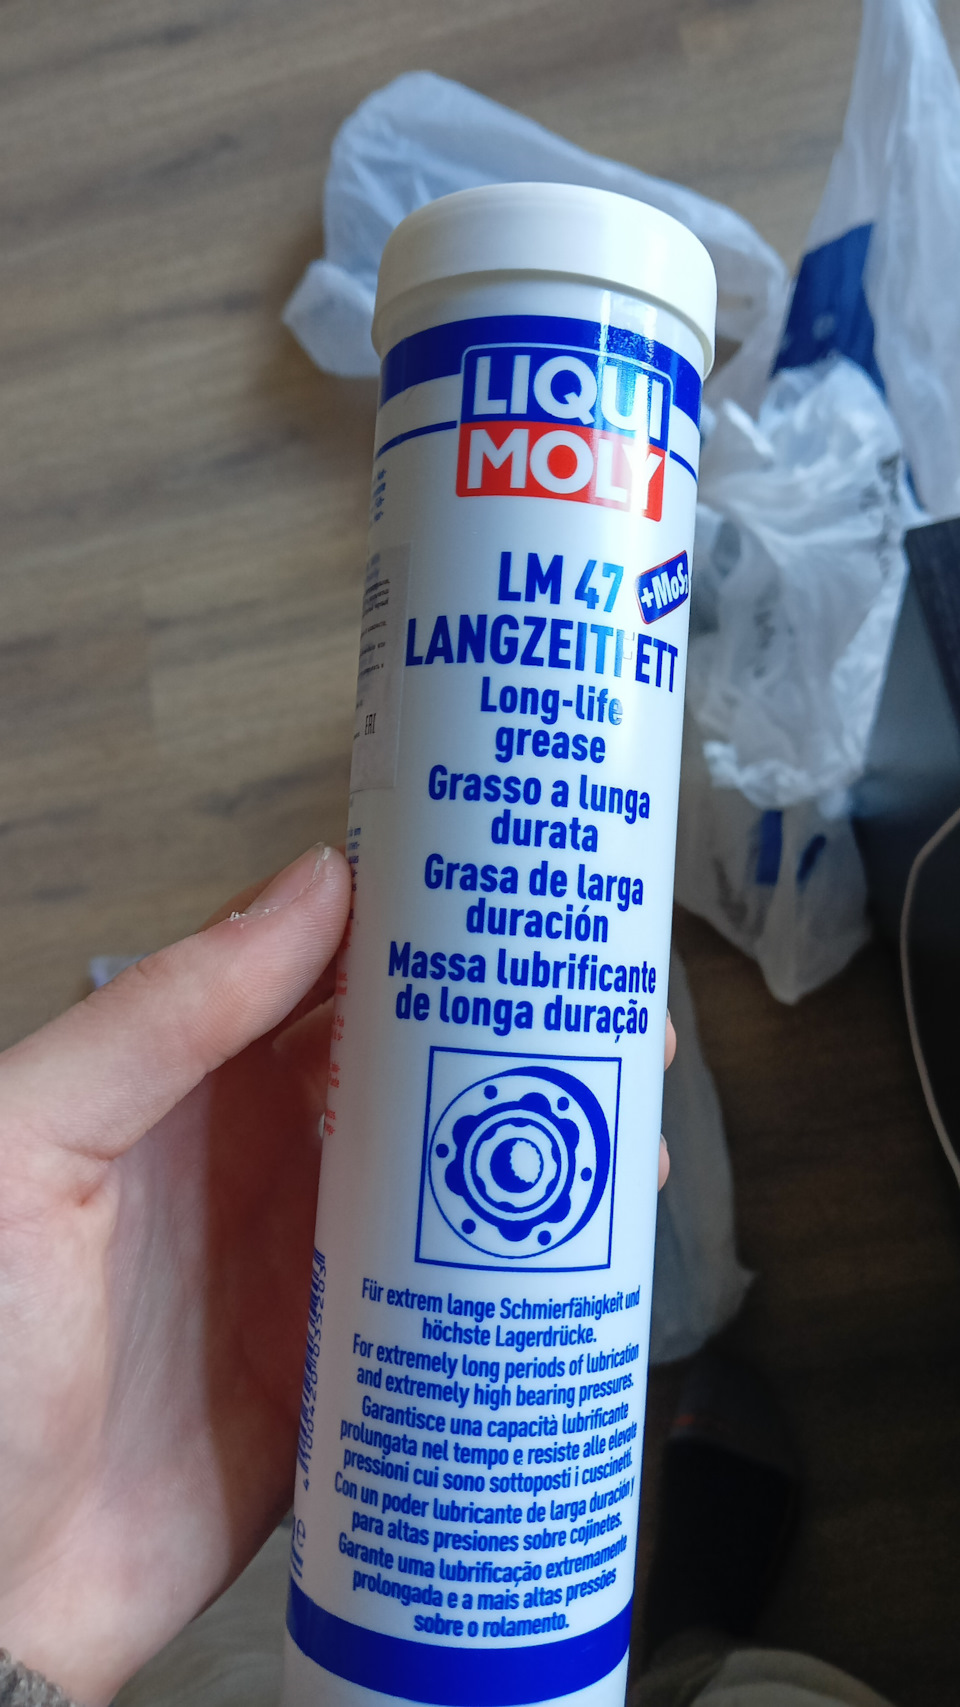 LIQUI
MOLY
LM 47
+MoS₂
LANGZEITFETT
Long-life
grease
Grasso a lunga
durata
Grasa de larga
duración
Massa lubrificante
de longa duração
EAC
Für extrem lange Schmierfähigkeit und
höchste Lagerdrücke.
For extremely long periods of lubrication
and extremely high bearing pressures.
Garantisce una capacità lubrificante
prolungata nel tempo e resiste alle elevate
pressioni cui sono sottoposti i cuscinetti.
Con un poder lubricante de larga duración y
para altas presiones sobre cojinetes.
Garante uma lubrificação extremamente
prolongada e a mais altas pressões
sobre o rolamento.